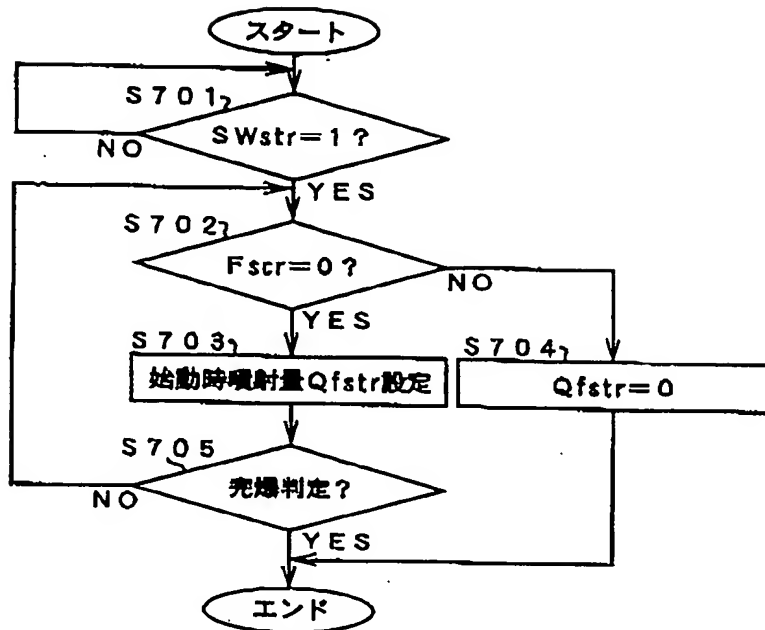 スタート
S701
SWstr=1?
NO
YES
S702
Fscr=0?
NO
YES
S703
始動時噴射量Qfstr設定
S704
Qfstr=0
S705
完爆判定?
NO
YES
エンド